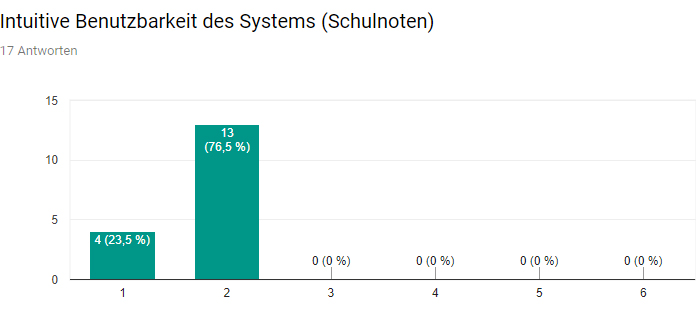 Intuitive Benutzbarkeit des Systems (Schulnoten)
17 Antworten
15
10
5
0
4 (23,5 %)
13
(76,5 %)
0 (0 %)
0 (0 %)
0 (0 %)
0 (0 %)
1
2
3
4
5
6